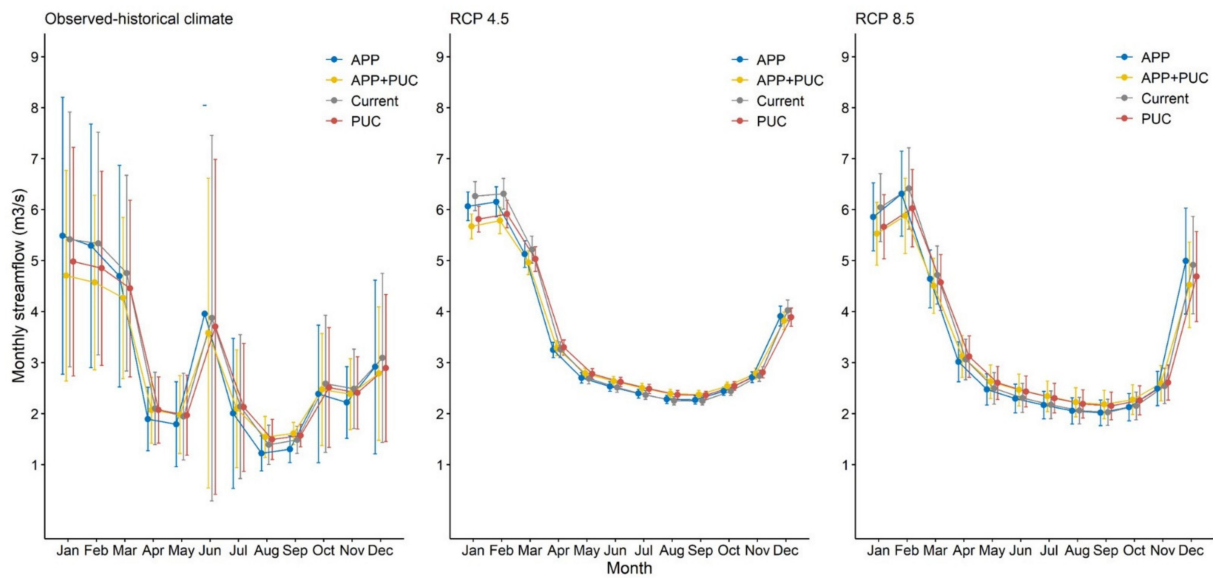 Observed-historical climate
RCP 4.5
RCP 8.5
Monthly streamflow (m3/s)
9
8
7
6
5
4
3
2
1
APP
APP+PUC
Current
PUC
Jan Feb Mar Apr May Jun Jul Aug Sep Oct Nov Dec
9
8
7
6
5
4
3
2
1
APP
APP+PUC
Current
PUC
Jan Feb Mar Apr May Jun Jul Aug Sep Oct Nov Dec
9
8
7
6
5
4
3
2
1
APP
APP+PUC
Current
PUC
Jan Feb Mar Apr May Jun Jul Aug Sep Oct Nov Dec
Month